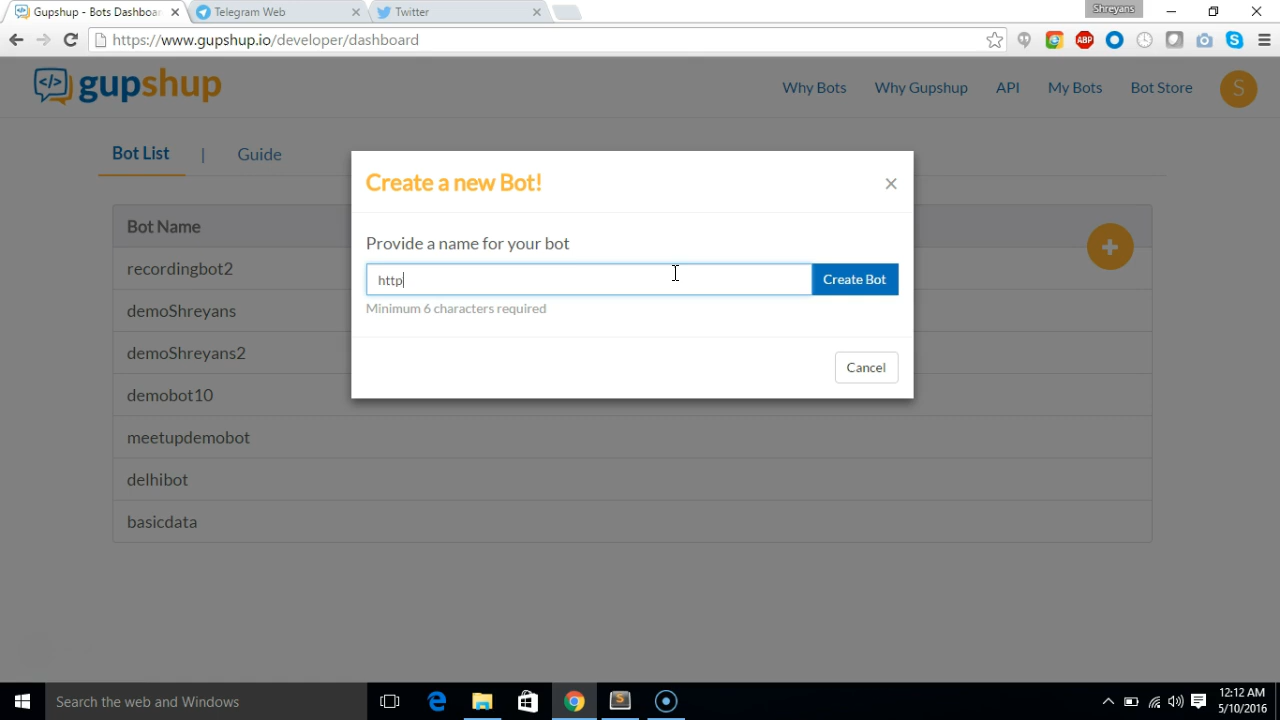 Gupshup - Bots Dashboa
Telegram Web
Twitter
Shreyans
https://www.gupshup.io/developer/dashboard
ABP
gupshup
Why Bots
Why Gupshup
API
My Bots
Bot Store
S
Bot List | Guide
Create a new Bot!
Provide a name for your bot
http
Create Bot
Minimum 6 characters required
Cancel
Bot Name
recordingbot2
demoShreyans
demoShreyans2
demobot10
meetupdemobot
delhibot
basicdata
Search the web and Windows
12:12 AM
5/10/2016